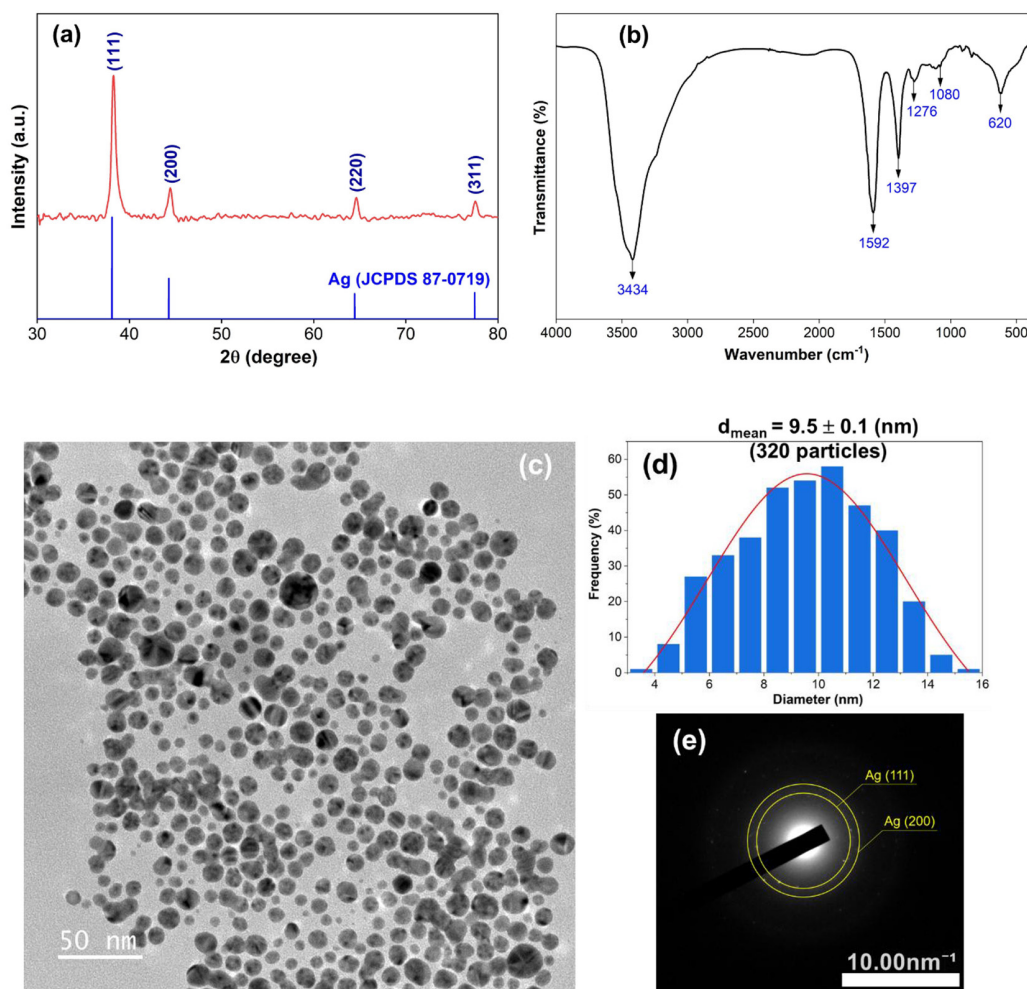 (a)
(111)
(200)
(220)
(311)
Ag (JCPDS 87-0719)
Intensity (a.u.)
30 40 50 60 70 80
2θ (degree)
(b)
3434
1592
1397
1276
1080
620
Transmittance (%)
4000 3500 3000 2500 2000 1500 1000 500
Wavenumber (cm⁻¹)
(c)
50 nm
d_mean = 9.5 ± 0.1 (nm)
(320 particles)
(d)
60
50
40
30
20
10
0
Frequency (%)
4 6 8 10 12 14 16
Diameter (nm)
(e)
Ag (111)
Ag (200)
10.00nm⁻¹